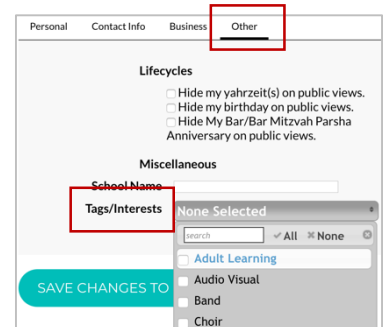 Personal Contact Info Business Other
Lifecycles
Hide my yahrzeit(s) on public views.
Hide my birthday on public views.
Hide My Bar/Bar Mitzvah Parsha
Anniversary on public views.
Miscellaneous
School Name
Tags/Interests None Selected
search All None
Adult Learning
SAVE CHANGES TO Audio Visual
Band
Choir